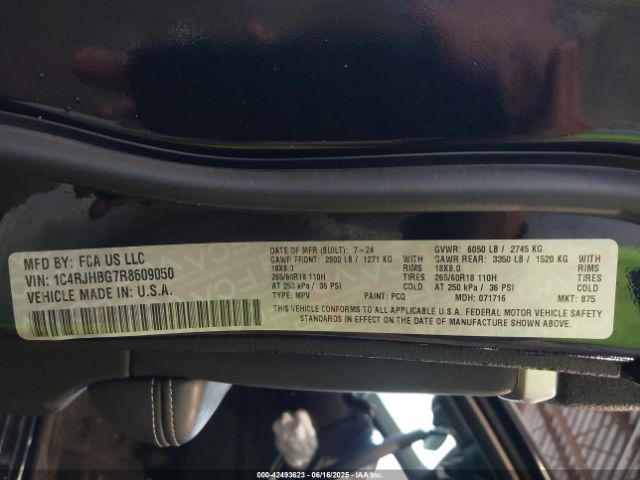 MFD BY: FCA US LLC
VIN: 1C4RJHBG7R8609050
VEHICLE MADE IN: U.S.A.
DATE OF MFR (BUILT): 7-24
GAWR FRONT: 2800 LB / 1271 KG WITH
18X8.0 RIMS
265/60R18 110H TIRES
AT 250 kPa / 36 PSI COLD
TYPE: MPV PAINT: PCQ
GVWR: 6050 LB / 2745 KG
GAWR REAR: 3350 LB / 1520 KG WITH
18X8.0 RIMS
265/60R18 110H TIRES
AT 250 kPa / 36 PSI COLD
MDH: 071716 MKT: 875
THIS VEHICLE CONFORMS TO ALL APPLICABLE U.S.A. FEDERAL MOTOR VEHICLE SAFETY
STANDARDS IN EFFECT ON THE DATE OF MANUFACTURE SHOWN ABOVE.
000-42493623 - 06/16/2025 - IAAI.COM